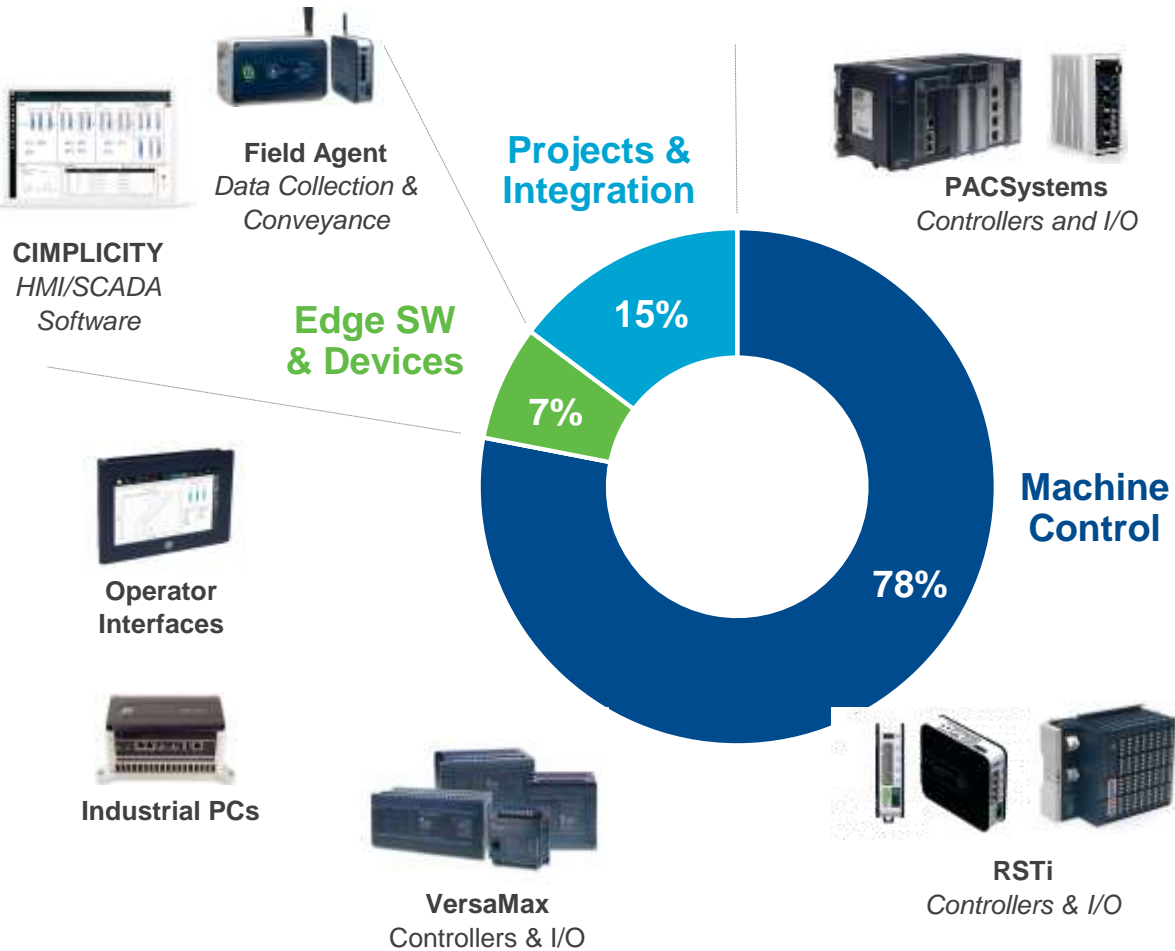 Field Agent
Data Collection &
Conveyance
CIMPLICITY
HMI/SCADA
Software
Projects &
Integration
15%
PACSystems
Controllers and I/O
Edge SW
& Devices
7%
Machine
Control
78%
Operator
Interfaces
Industrial PCs
VersaMax
Controllers & I/O
RSTi
Controllers & I/O